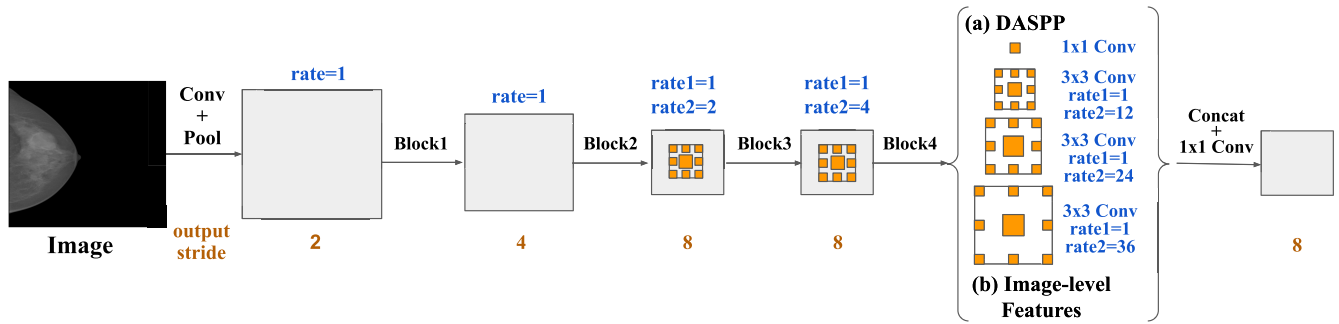 Image
Conv
+
Pool
output
stride
rate=1
2
Block1
rate=1
4
Block2
rate1=1
rate2=2
8
Block3
rate1=1
rate2=4
8
Block4
(a) DASPP
1x1 Conv
3x3 Conv
rate1=1
rate2=12
3x3 Conv
rate1=1
rate2=24
3x3 Conv
rate1=1
rate2=36
(b) Image-level
Features
Concat
+
1x1 Conv
8